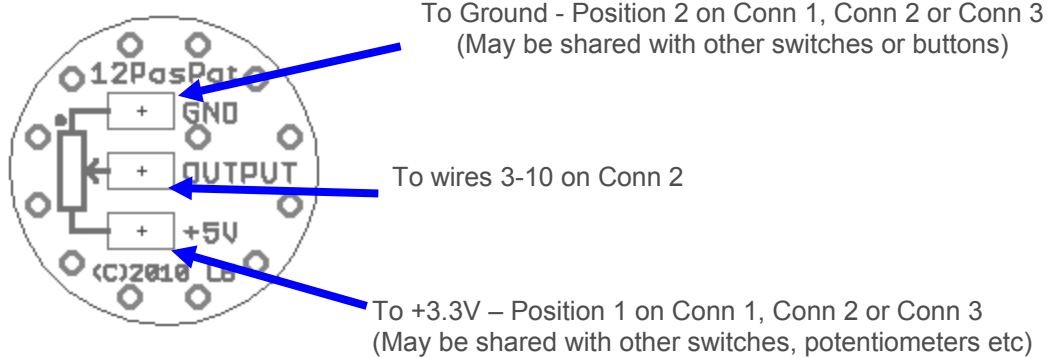 To Ground - Position 2 on Conn 1, Conn 2 or Conn 3
(May be shared with other switches or buttons)
12PosPot
GND
To wires 3-10 on Conn 2
OUTPUT
+5V
(C)2010 LB
To +3.3V – Position 1 on Conn 1, Conn 2 or Conn 3
(May be shared with other switches, potentiometers etc)